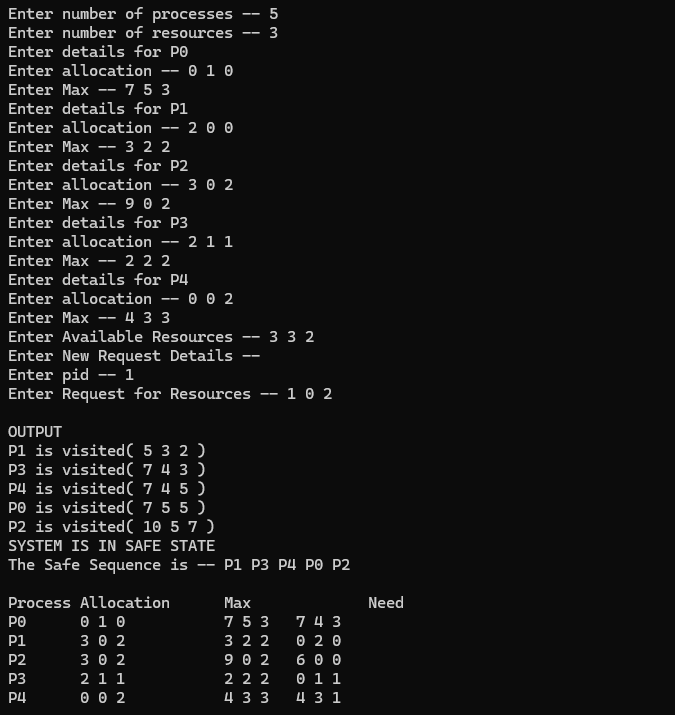 Enter number of processes -- 5
Enter number of resources -- 3
Enter details for P0
Enter allocation -- 0 1 0
Enter Max -- 7 5 3
Enter details for P1
Enter allocation -- 2 0 0
Enter Max -- 3 2 2
Enter details for P2
Enter allocation -- 3 0 2
Enter Max -- 9 0 2
Enter details for P3
Enter allocation -- 2 1 1
Enter Max -- 2 2 2
Enter details for P4
Enter allocation -- 0 0 2
Enter Max -- 4 3 3
Enter Available Resources -- 3 3 2
Enter New Request Details --
Enter pid -- 1
Enter Request for Resources -- 1 0 2
OUTPUT
P1 is visited( 5 3 2 )
P3 is visited( 7 4 3 )
P4 is visited( 7 4 5 )
P0 is visited( 7 5 5 )
P2 is visited( 10 5 7 )
SYSTEM IS IN SAFE STATE
The Safe Sequence is -- P1 P3 P4 P0 P2
Process Allocation Max Need
P0 0 1 0 7 5 3 7 4 3
P1 3 0 2 3 2 2 0 2 0
P2 3 0 2 9 0 2 6 0 0
P3 2 1 1 2 2 2 0 1 1
P4 0 0 2 4 3 3 4 3 1